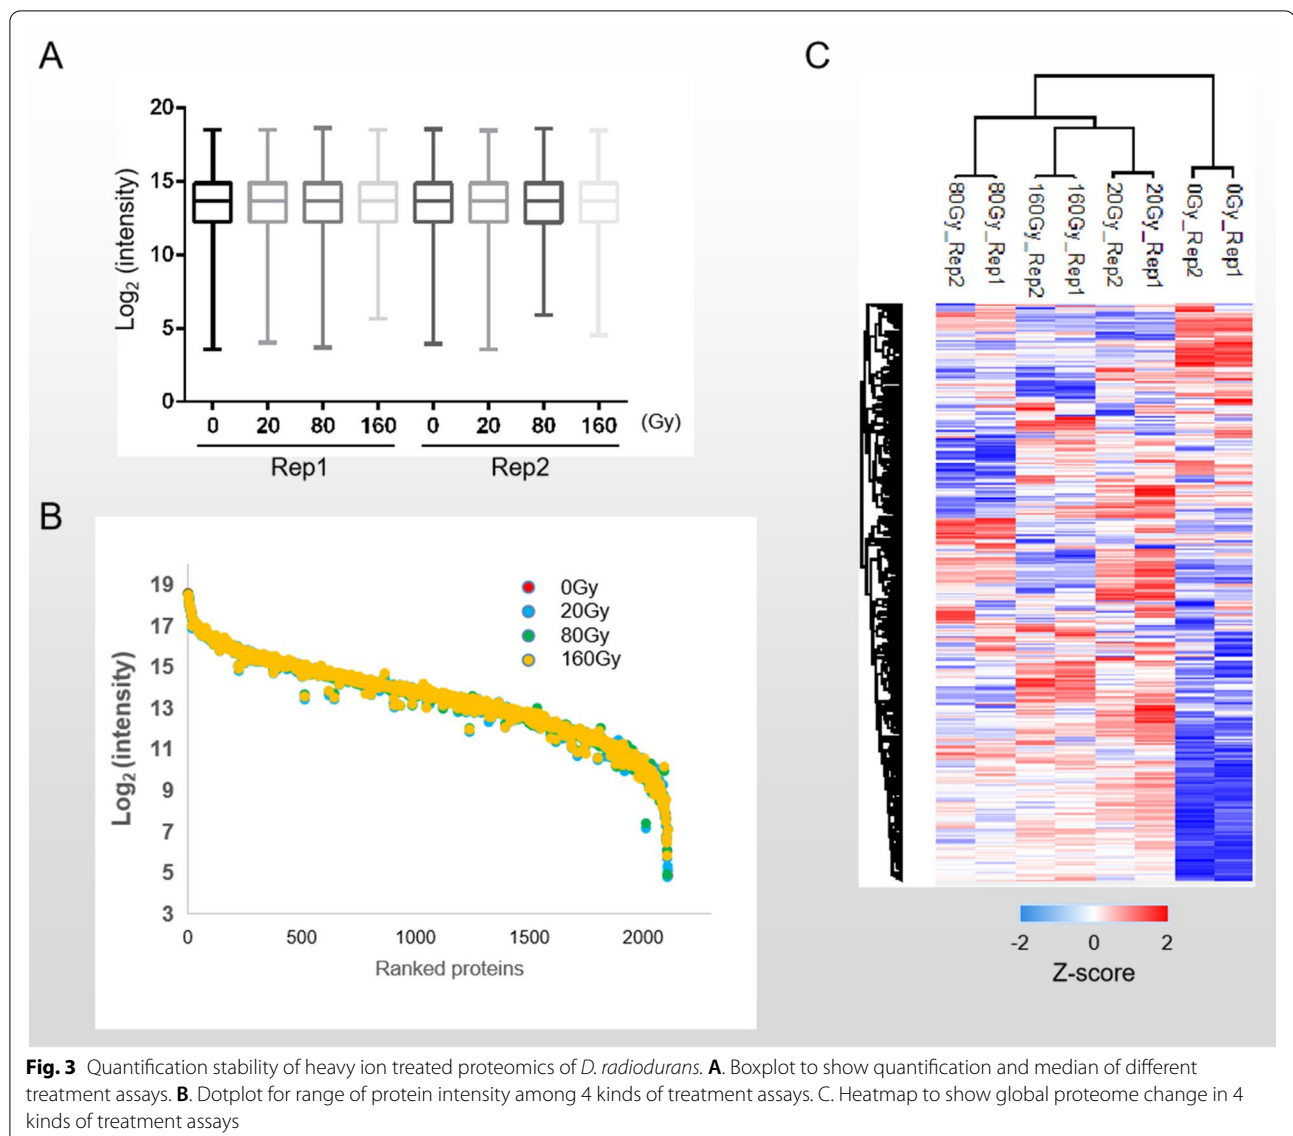 A
20
15
10
5
0
Log2 (intensity)
0 20 80 160 0 20 80 160 (Gy)
Rep1 Rep2
B
19
17
15
13
11
9
7
5
3
Log2 (intensity)
0Gy
20Gy
80Gy
160Gy
0 500 1000 1500 2000
Ranked proteins
C
80Gy_Rep2
80Gy_Rep1
160Gy_Rep2
160Gy_Rep1
20Gy_Rep2
20Gy_Rep1
0Gy_Rep2
0Gy_Rep1
-2 0 2
Z-score
Fig. 3 Quantification stability of heavy ion treated proteomics of D. radiodurans. A. Boxplot to show quantification and median of different
treatment assays. B. Dotplot for range of protein intensity among 4 kinds of treatment assays. C. Heatmap to show global proteome change in 4
kinds of treatment assays